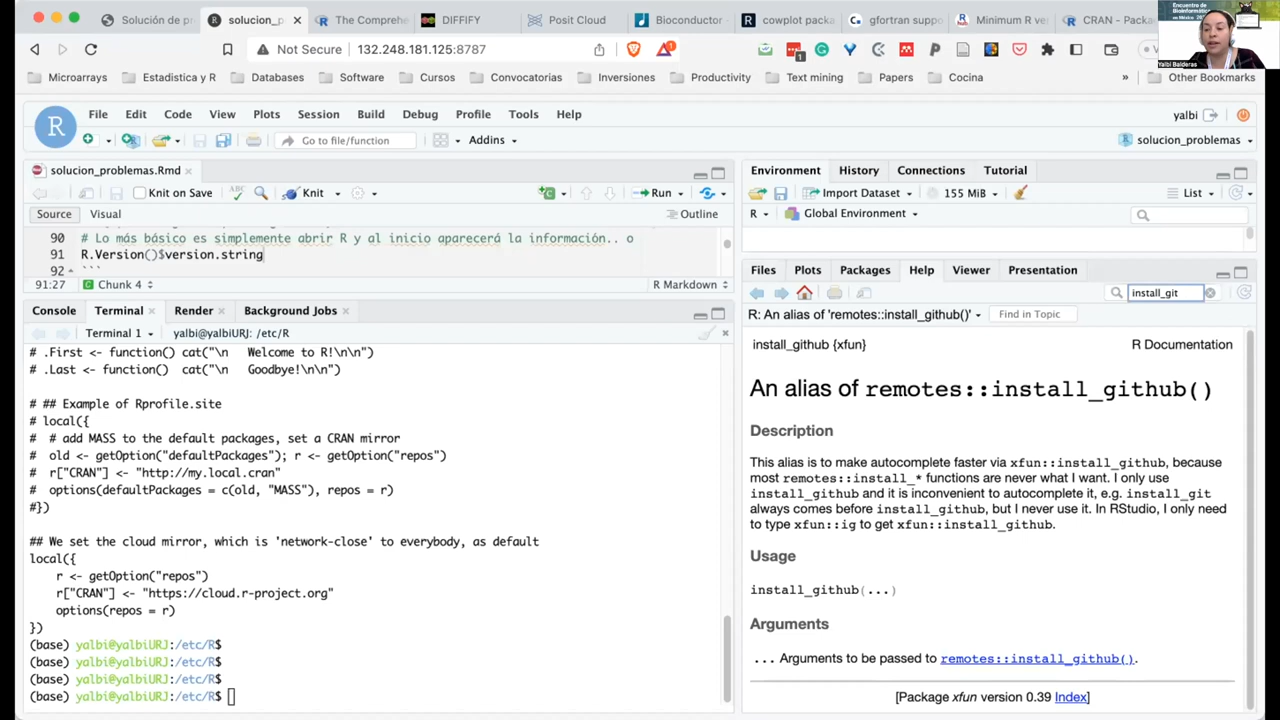 Solución de pr
solucion_p
The Comprehe
DIFFIFY
Posit Cloud
Bioconductor
cowplot pack
gfortran supp
Minimum R ve
CRAN - Packa
Encuentro de
Bioinformática
en México
Not Secure 132.248.181.125:8787
Yalbi Balderas
Microarrays Estadistica y R Databases Software Cursos Convocatorias Inversiones Productivity Text mining Papers Cocina » Other Bookmarks
File Edit Code View Plots Session Build Debug Profile Tools Help
yalbi
Go to file/function Addins
solucion_problemas
solucion_problemas.Rmd
Knit on Save Knit Run
Source Visual Outline
90 # Lo más básico es simplemente abrir R y al inicio aparecerá la información.. o
91 R.Version()$version.string
92 ```
91:27 Chunk 4 R Markdown
Console Terminal Render Background Jobs
Terminal 1 yalbi@yalbiURJ: /etc/R
# .First <- function() cat("\n   Welcome to R!\n\n")
# .Last <- function()  cat("\n   Goodbye!\n\n")
# ## Example of Rprofile.site
# local({
#  # add MASS to the default packages, set a CRAN mirror
#  old <- getOption("defaultPackages"); r <- getOption("repos")
#  r["CRAN"] <- "http://my.local.cran"
#  options(defaultPackages = c(old, "MASS"), repos = r)
#})
## We set the cloud mirror, which is 'network-close' to everybody, as default
local({
    r <- getOption("repos")
    r["CRAN"] <- "https://cloud.r-project.org"
    options(repos = r)
})
(base) yalbi@yalbiURJ:/etc/R$
(base) yalbi@yalbiURJ:/etc/R$
(base) yalbi@yalbiURJ:/etc/R$
(base) yalbi@yalbiURJ:/etc/R$
Environment History Connections Tutorial
Import Dataset 155 MiB List
R Global Environment
Files Plots Packages Help Viewer Presentation
install_git
R: An alias of 'remotes::install_github()' Find in Topic
install_github {xfun} R Documentation
An alias of remotes::install_github()
Description
This alias is to make autocomplete faster via xfun::install_github, because
most remotes::install_* functions are never what I want. I only use
install_github and it is inconvenient to autocomplete it, e.g. install_git
always comes before install_github, but I never use it. In RStudio, I only need
to type xfun::ig to get xfun::install_github.
Usage
install_github(...)
Arguments
... Arguments to be passed to remotes::install_github().
[Package xfun version 0.39 Index]